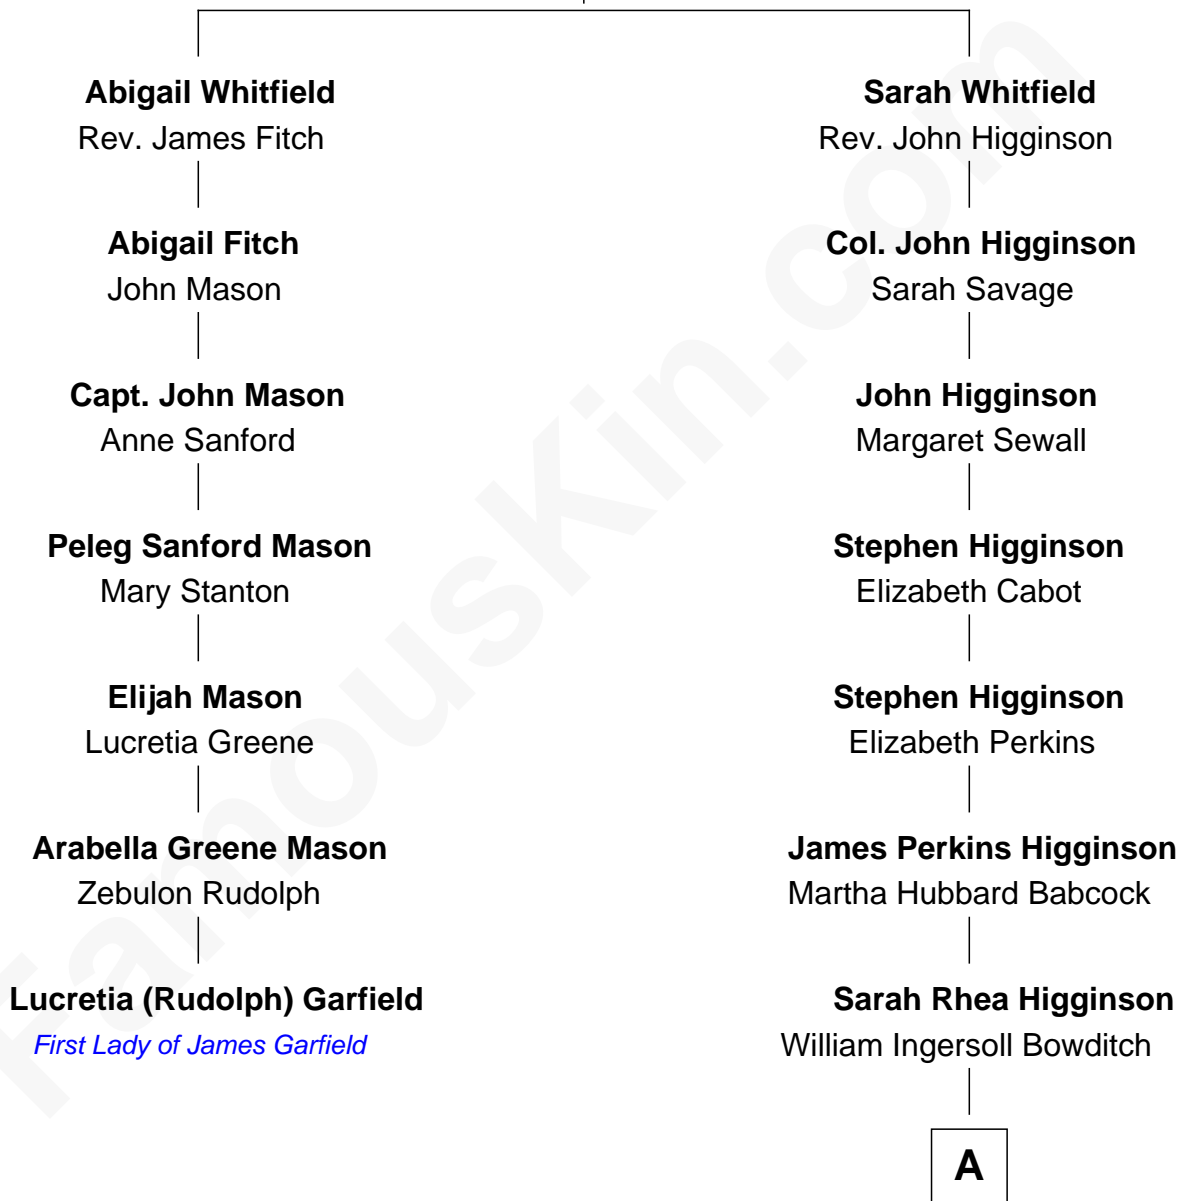 Abigail Whitfield
Rev. James Fitch
Abigail Fitch
John Mason
Capt. John Mason
Anne Sanford
Peleg Sanford Mason
Mary Stanton
Elijah Mason
Lucretia Greene
Arabella Greene Mason
Zebulon Rudolph
Lucretia (Rudolph) Garfield
First Lady of James Garfield
Sarah Whitfield
Rev. John Higginson
Col. John Higginson
Sarah Savage
John Higginson
Margaret Sewall
Stephen Higginson
Elizabeth Cabot
Stephen Higginson
Elizabeth Perkins
James Perkins Higginson
Martha Hubbard Babcock
Sarah Rhea Higginson
William Ingersoll Bowditch
A
FamousKin.com